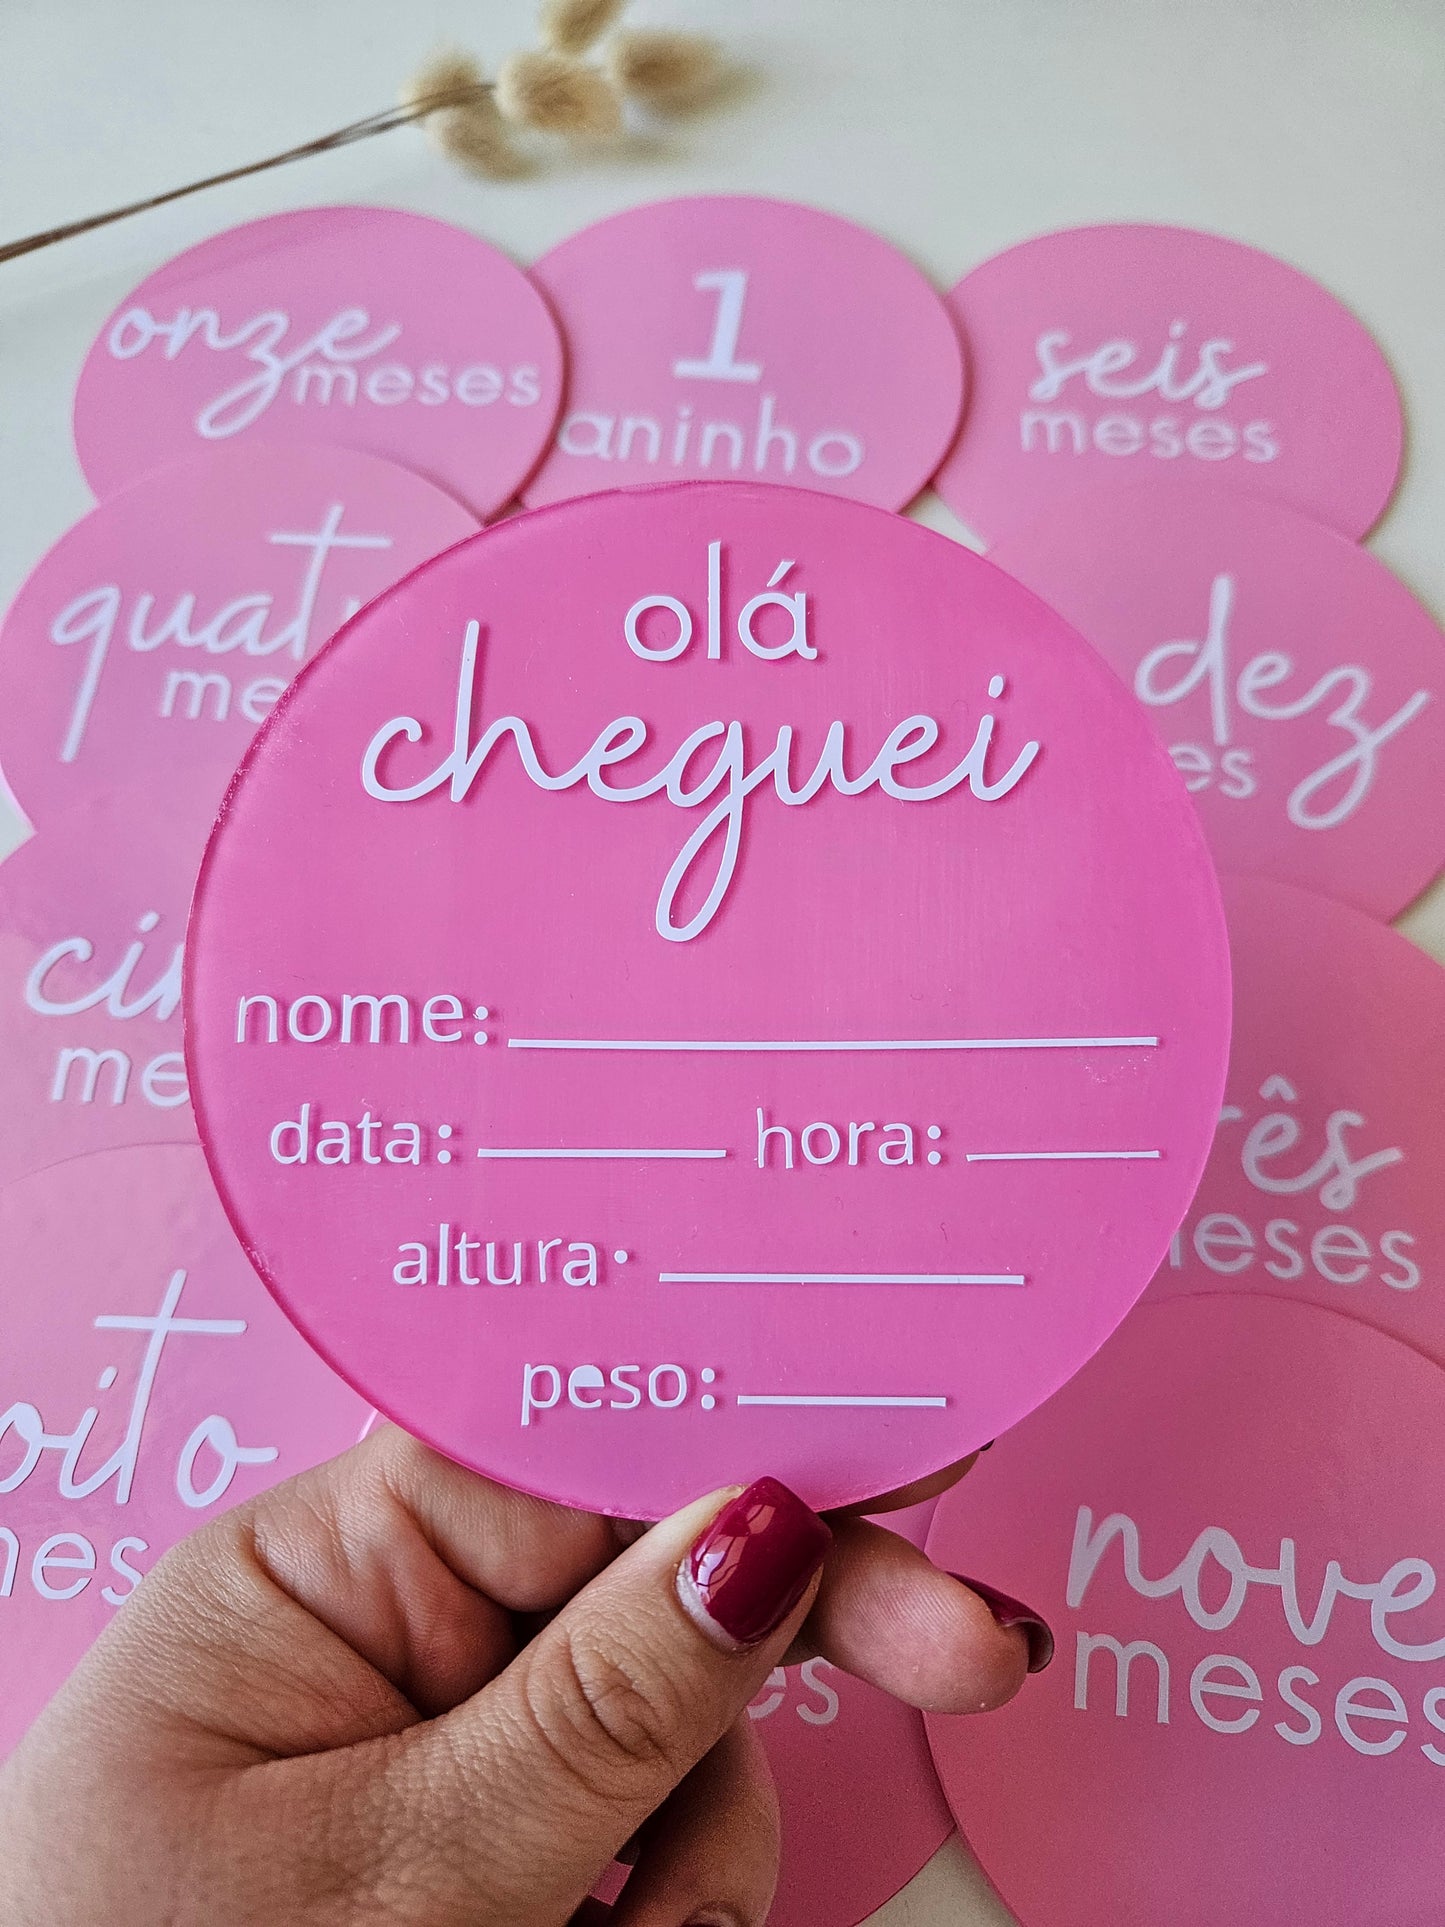 onze
meses
1
aninho
seis
meses
dez
olá
cheguei
nome:
data: hora:
altura·
peso:
meses
oito
nove
meses